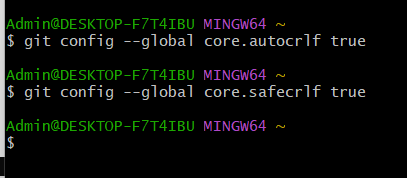 Admin@DESKTOP-F7T4IBU MINGW64 ~
$ git config --global core.autocrlf true
Admin@DESKTOP-F7T4IBU MINGW64 ~
$ git config --global core.safecrlf true
Admin@DESKTOP-F7T4IBU MINGW64 ~
$